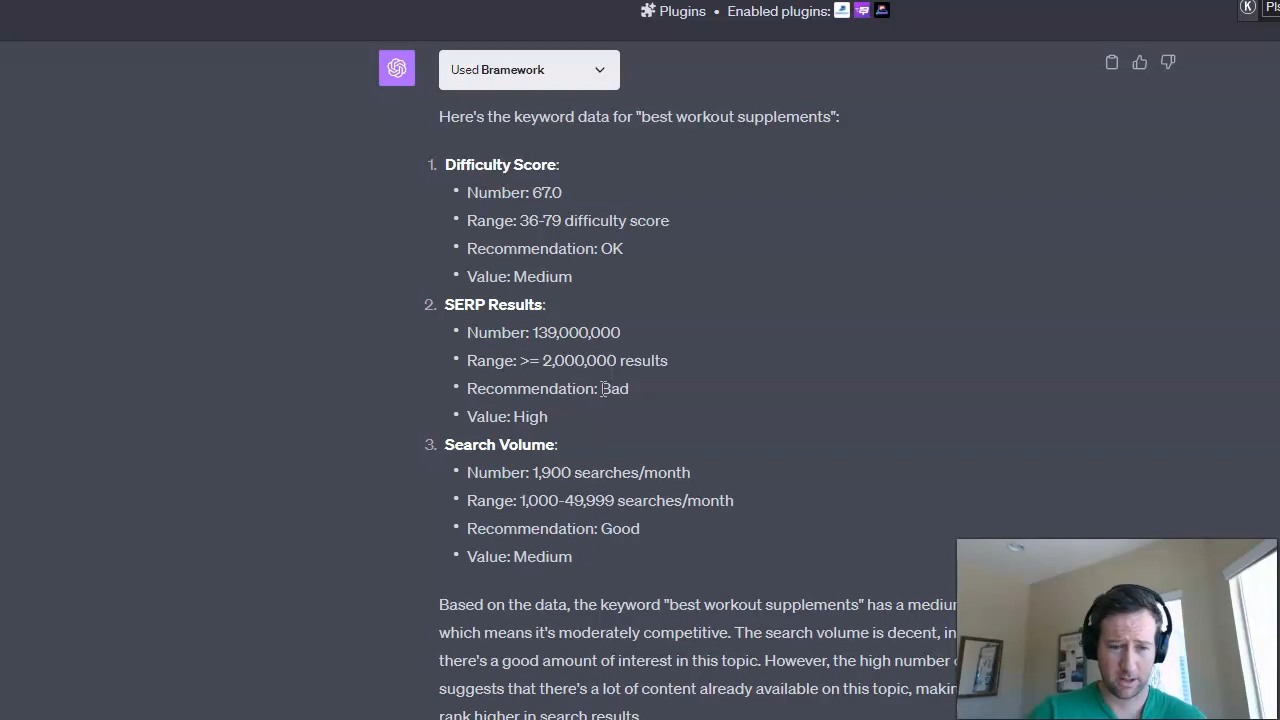 Plugins • Enabled plugins:
K
Used Bramework
Here's the keyword data for "best workout supplements":
1. Difficulty Score:
• Number: 67.0
• Range: 36-79 difficulty score
• Recommendation: OK
• Value: Medium
2. SERP Results:
• Number: 139,000,000
• Range: >= 2,000,000 results
• Recommendation: Bad
• Value: High
3. Search Volume:
• Number: 1,900 searches/month
• Range: 1,000-49,999 searches/month
• Recommendation: Good
• Value: Medium
Based on the data, the keyword "best workout supplements" has a medium
which means it's moderately competitive. The search volume is decent, in
there's a good amount of interest in this topic. However, the high number
suggests that there's a lot of content already available on this topic, makin
rank higher in search results.